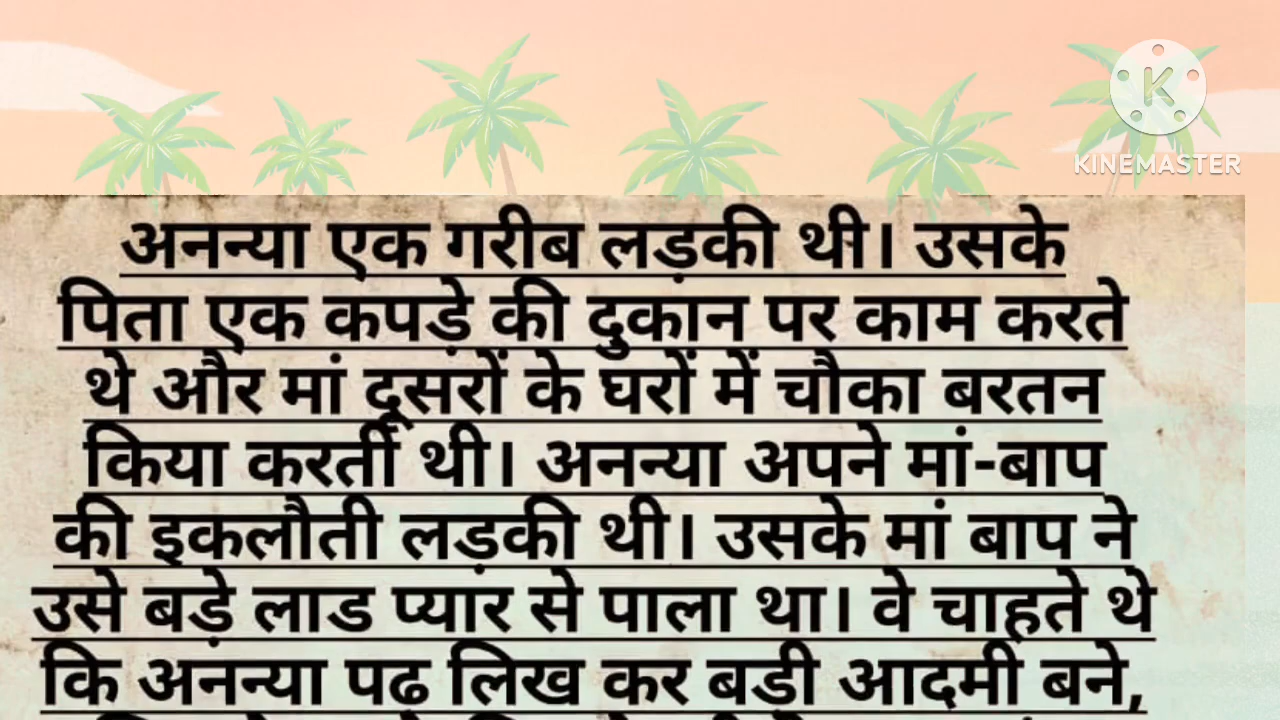 KINEMASTER
अनन्या एक गरीब लड़की थी। उसके
पिता एक कपड़े की दुकान पर काम करते
थे और मां दूसरों के घरों में चौका बरतन
किया करती थी। अनन्या अपने मां-बाप
की इकलौती लड़की थी। उसके मां बाप ने
उसे बड़े लाड प्यार से पाला था। वे चाहते थे
कि अनन्या पढ़ लिख कर बड़ी आदमी बने,